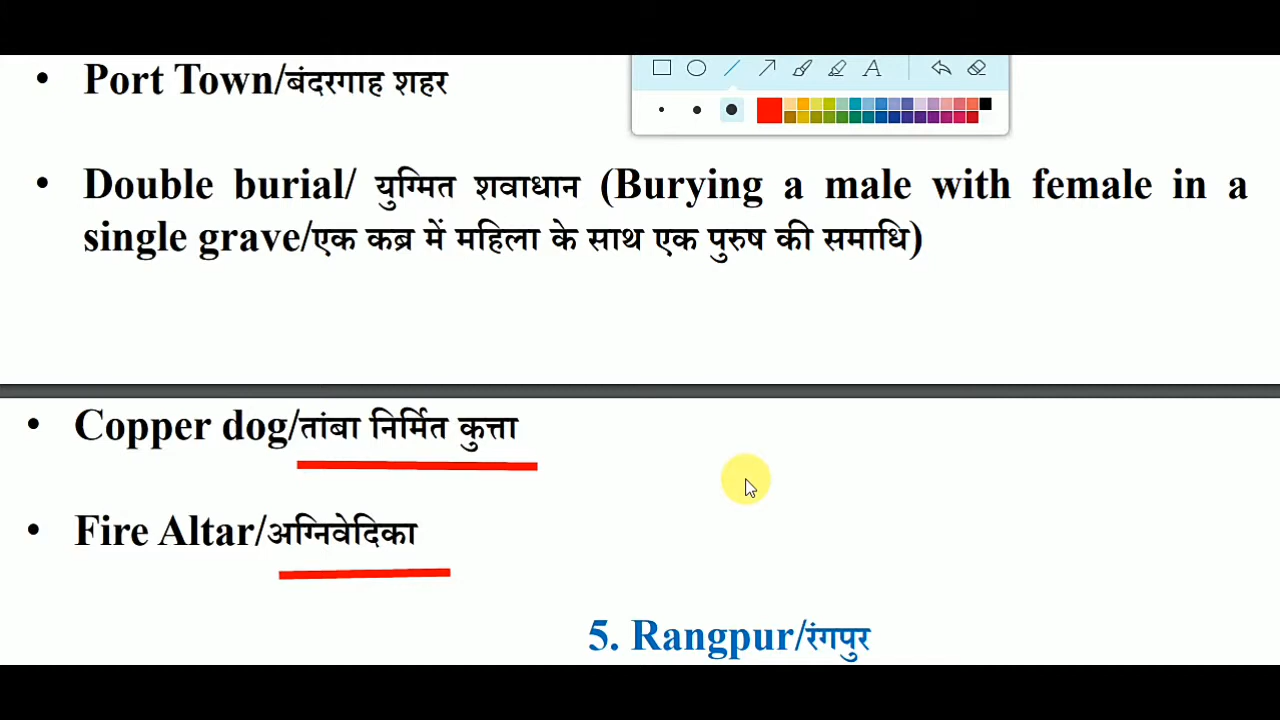 • Port Town/बंदरगाह शहर
• Double burial/ युग्मित शवाधान (Burying a male with female in a
single grave/एक कब्र में महिला के साथ एक पुरुष की समाधि)
• Copper dog/तांबा निर्मित कुत्ता
• Fire Altar/अग्निवेदिका
5. Rangpur/रंगपुर